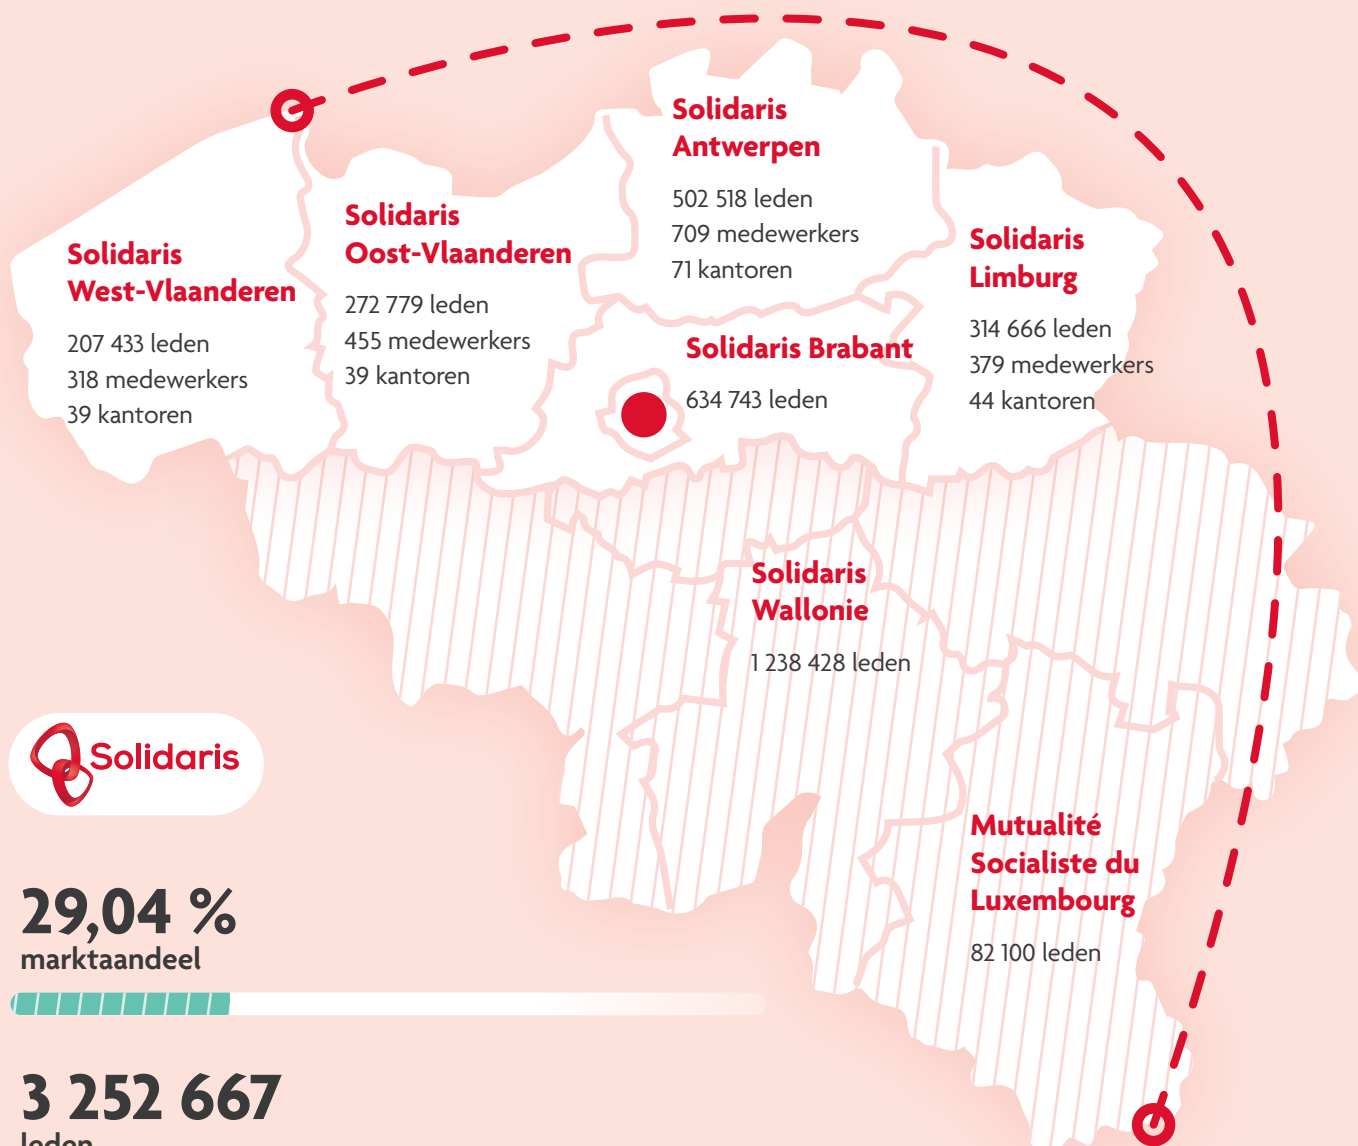 Solidaris
Antwerpen
502 518 leden
709 medewerkers
71 kantoren
Solidaris
Oost-Vlaanderen
272 779 leden
455 medewerkers
39 kantoren
Solidaris
West-Vlaanderen
207 433 leden
318 medewerkers
39 kantoren
Solidaris
Limburg
314 666 leden
379 medewerkers
44 kantoren
Solidaris Brabant
634 743 leden
Solidaris
Wallonie
1 238 428 leden
Mutualité
Socialiste du
Luxembourg
82 100 leden
Solidaris
29,04 %
marktaandeel
3 252 667
leden